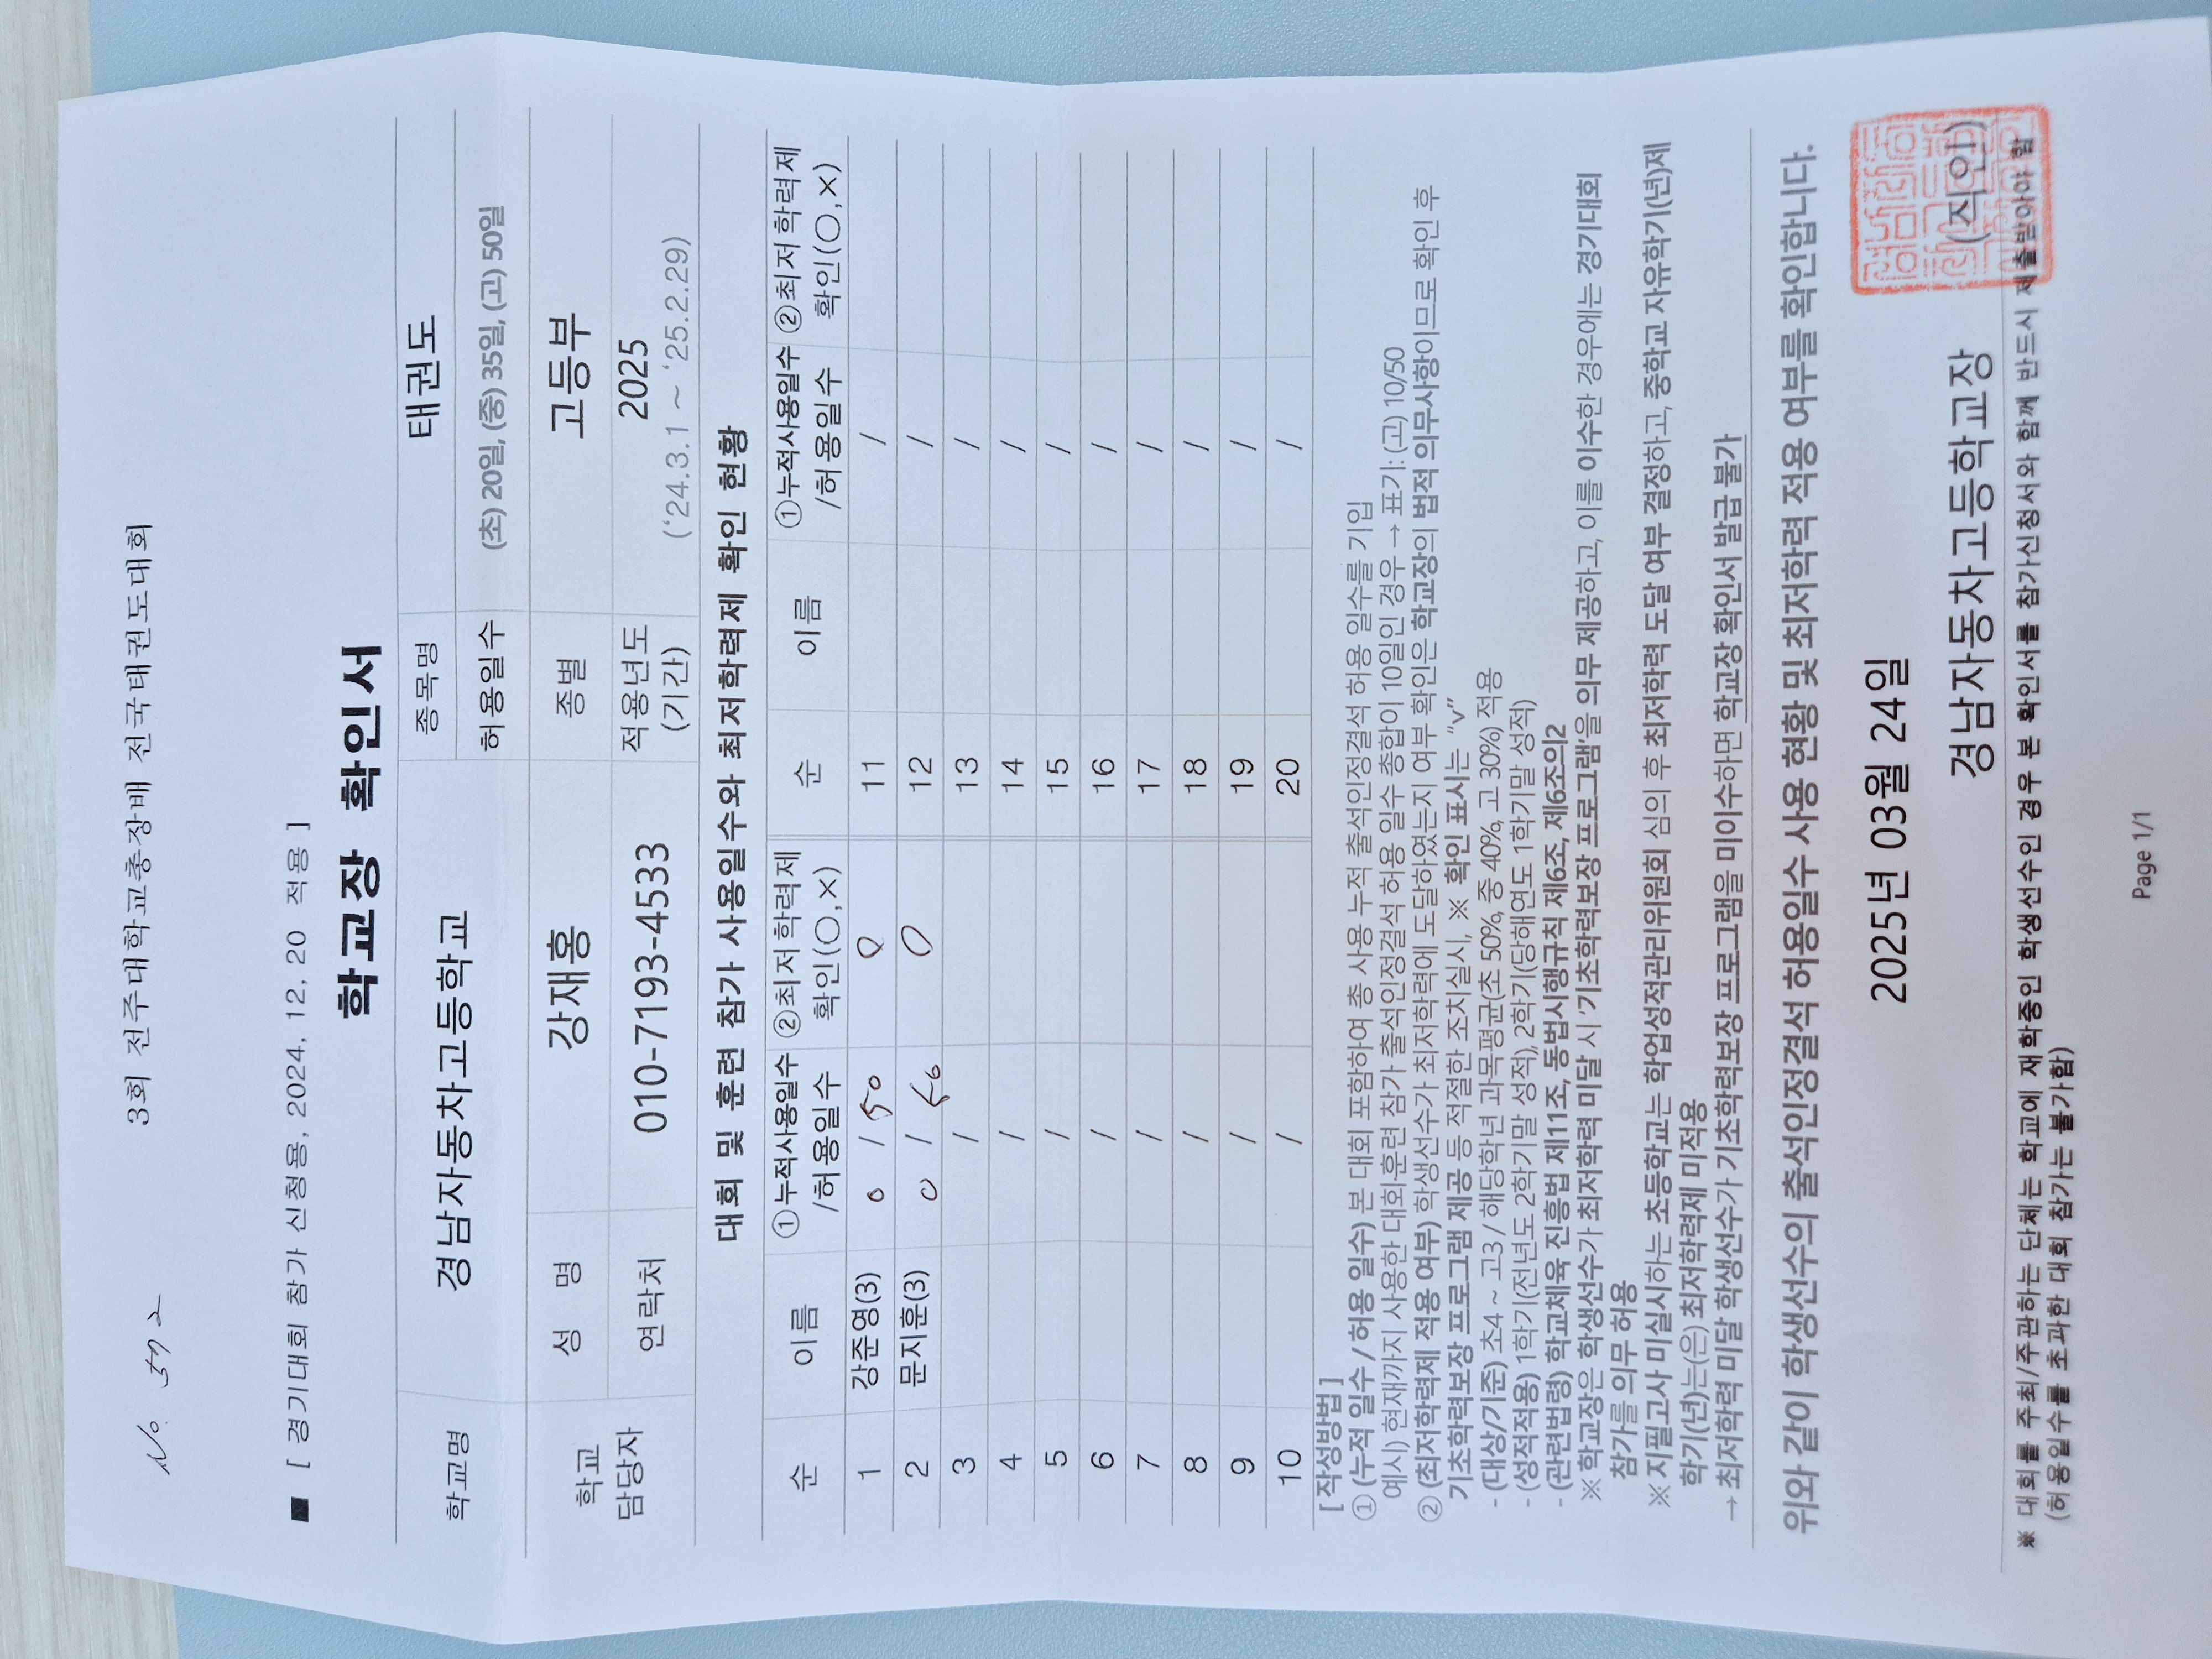 No. 592
3회 전주대학교총장배 전국태권도대회
■ [ 경기대회 참가 신청용, 2024, 12, 20 적용 ]
학교장 확인서
학교명 경남자동차고등학교 종목명 태권도
허용일수 (초) 20일, (중) 35일, (고) 50일
학교 담당자 성 명 강재홍 종별 고등부
연락처 010-7193-4533 적용년도 (기간) 2025 ('24.3.1 ~ '25.2.29)
대회 및 훈련 참가 사용일수와 최저학력제 확인 현황
순 이름 ①누적사용일수 /허용일수 ②최저학력제 확인(○,×) 순 이름 ①누적사용일수 /허용일수 ②최저학력제 확인(○,×)
1 강준영(3) 0 / 50 0 11 /
2 문지훈(3) 0 / 50 0 12 /
3 / 13 /
4 / 14 /
5 / 15 /
6 / 16 /
7 / 17 /
8 / 18 /
9 / 19 /
10 / 20 /
[작성방법]
① (누적 일수 / 허용 일수) 본 대회 포함하여 총 사용 누적 출석인정결석 허용 일수를 기입
예시) 현재까지 사용한 대회훈련 참가 출석인정결석 허용 일수 총합이 10일인 경우 → 표기: (고) 10/50
② (최저학력제 적용 여부) 학생선수가 최저학력에 도달하였는지 여부 확인은 학교장의 법적 의무사항이므로 확인 후
기초학력보장 프로그램 제공 등 적절한 조치실시, ※ 확인 표시는 "v"
- (대상/기준) 초4 ~ 고3 / 해당학년 과목평균(초 50%, 중 40%, 고 30%) 적용
- (성적적용) 1학기(전년도 2학기말 성적), 2학기(당해연도 1학기말 성적)
- (관련법령) 학교체육 진흥법 제11조, 동법시행규칙 제6조, 제6조의2
※ 학교장은 학생선수가 최저학력 미달 시 '기초학력보장 프로그램'을 의무 제공하고, 이를 이수한 경우에는 경기대회
참가를 의무 허용
※ 지필고사 미실시하는 초등학교는 학업성적관리위원회 심의 후 최저학력 도달 여부 결정하고, 중학교 자유학기(년)제
학기(년)는(은) 최저학력제 미적용
→ 최저학력 미달 학생선수가 기초학력보장 프로그램을 미이수하면 학교장 확인서 발급 불가
위와 같이 학생선수의 출석인정결석 허용일수 사용 현황 및 최저학력 적용 여부를 확인합니다.
2025년 03월 24일
경남자동차고등학교장 (직인)
※ 대회를 주최/주관하는 단체는 학교에 재학중인 학생선수인 경우 본 확인서를 참가신청서와 함께 반드시 제출받아야 함
(허용일수를 초과한 대회 참가는 불가함)
Page 1/1